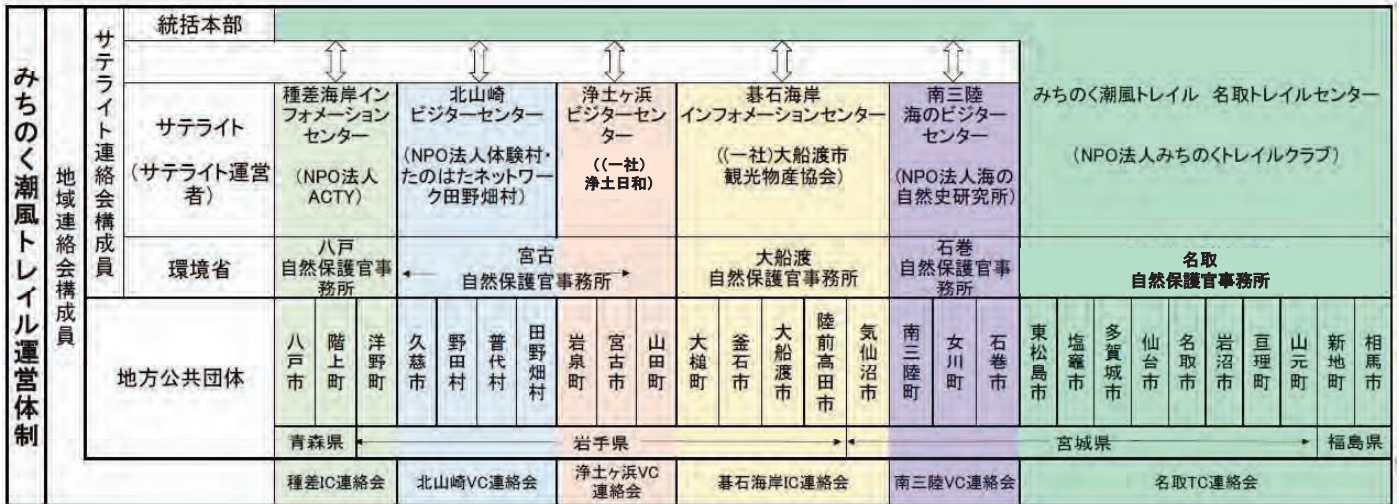 みちのく潮風トレイル運営体制
地域連絡会構成員
サテライト連絡会構成員
統括本部
サテライト
(サテライト運営
者)
種差海岸イン
フォメーション
センター
(NPO法人
ACTY)
北山崎
ビジターセンター
(NPO法人体験村・
たのはたネットワー
ク田野畑村)
浄土ヶ浜
ビジターセン
ター
((一社)
浄土日和)
碁石海岸
インフォメーションセンター
((一社)大船渡市
観光物産協会)
南三陸
海のビジター
センター
(NPO法人海の
自然史研究所)
みちのく潮風トレイル 名取トレイルセンター
(NPO法人みちのくトレイルクラブ)
環境省
八戸
自然保護官事
務所
宮古
自然保護官事務所
大船渡
自然保護官事務所
石巻
自然保護官事
務所
名取
自然保護官事務所
地方公共団体
八戸市
階上町
洋野町
久慈市
野田村
普代村
田野畑村
岩泉町
宮古市
山田町
大槌町
釜石市
大船渡市
陸前高田市
気仙沼市
南三陸町
女川町
石巻市
東松島市
塩竈市
多賀城市
仙台市
名取市
岩沼市
亘理町
山元町
新地町
相馬市
青森県
岩手県
宮城県
福島県
種差IC連絡会
北山崎VC連絡会
浄土ヶ浜VC
連絡会
碁石海岸IC連絡会
南三陸VC連絡会
名取TC連絡会